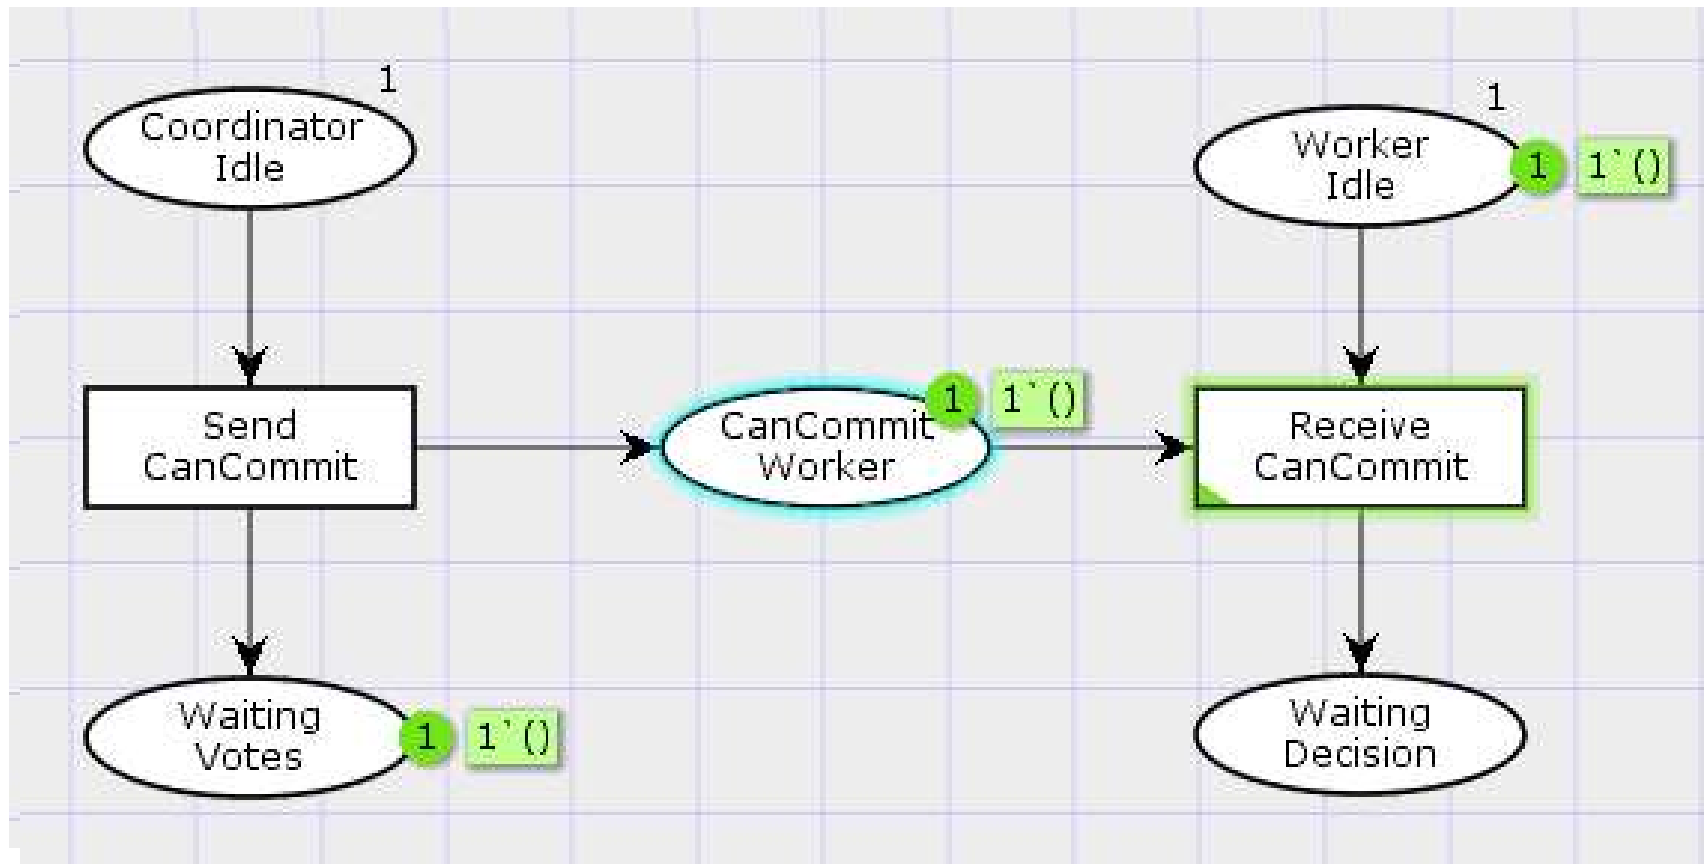 1
Coordinator
Idle
1
Worker
Idle
1
1`()
Send
CanCommit
CanCommit
Worker
1
1`()
Receive
CanCommit
Waiting
Votes
1
1`()
Waiting
Decision